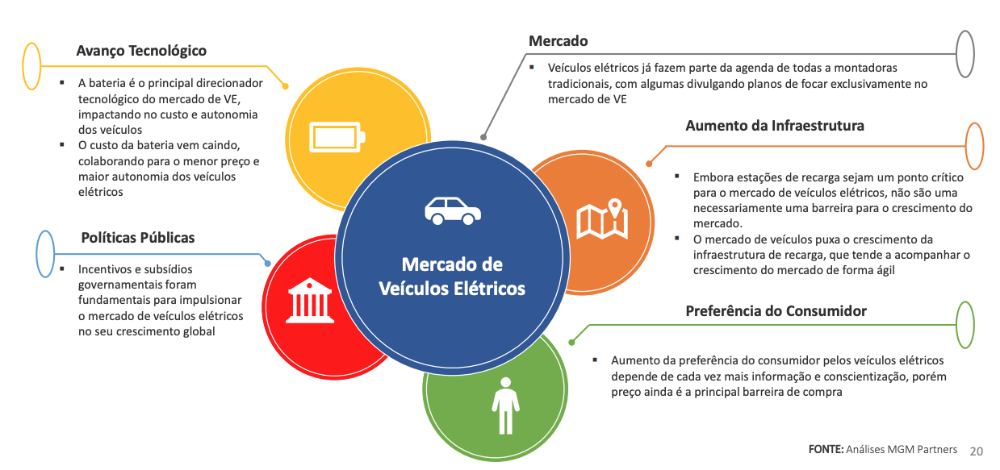 Avanço Tecnológico
▪ A bateria é o principal direcionador
tecnológico do mercado de VE,
impactando no custo e autonomia
dos veículos
▪ O custo da bateria vem caindo,
colaborando para o menor preço e
maior autonomia dos veículos
elétricos
Políticas Públicas
▪ Incentivos e subsídios
governamentais foram
fundamentais para impulsionar
o mercado de veículos elétricos
no seu crescimento global
Mercado de
Veículos Elétricos
Mercado
▪ Veículos elétricos já fazem parte da agenda de todas a montadoras
tradicionais, com algumas divulgando planos de focar exclusivamente no
mercado de VE
Aumento da Infraestrutura
▪ Embora estações de recarga sejam um ponto crítico
para o mercado de veículos elétricos, não são uma
necessariamente uma barreira para o crescimento do
mercado.
▪ O mercado de veículos puxa o crescimento da
infraestrutura de recarga, que tende a acompanhar o
crescimento do mercado de forma ágil
Preferência do Consumidor
▪ Aumento da preferência do consumidor pelos veículos elétricos
depende de cada vez mais informação e conscientização, porém
preço ainda é a principal barreira de compra
FONTE: Análises MGM Partners 20